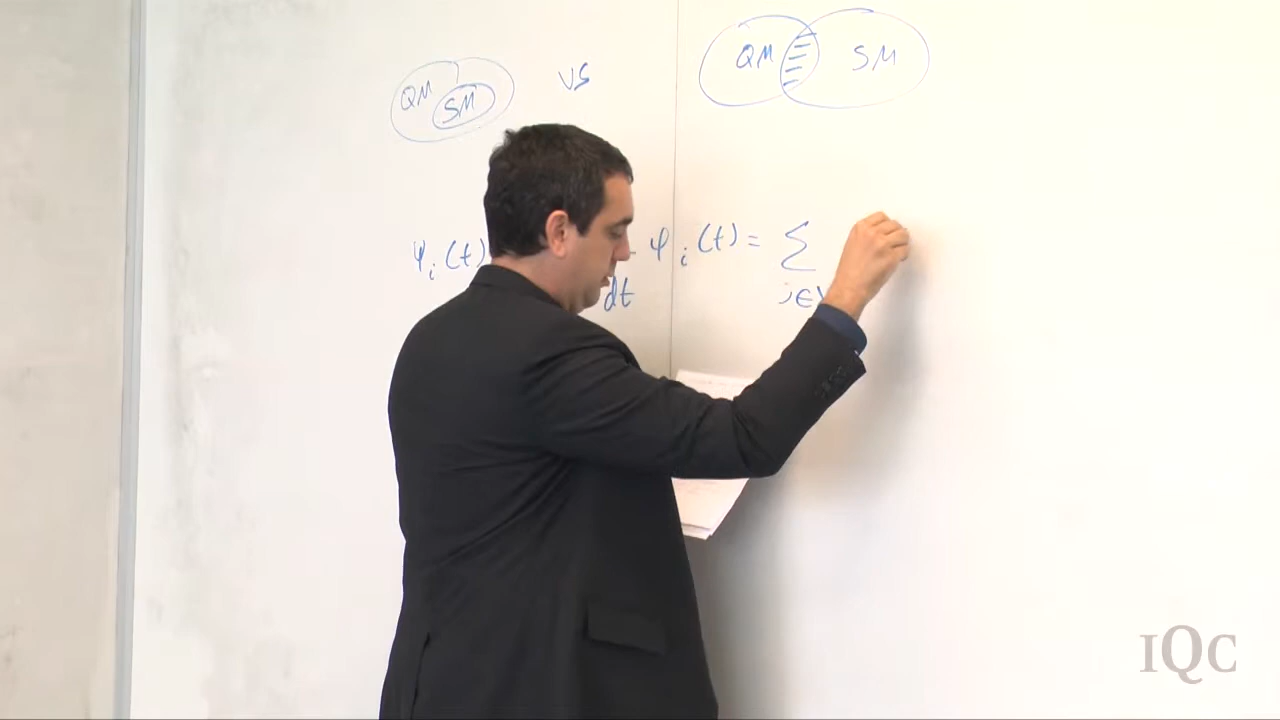 QM SM VS QM SM
φᵢ(t) φᵢ(t) = Σ
dt j∈
IQC